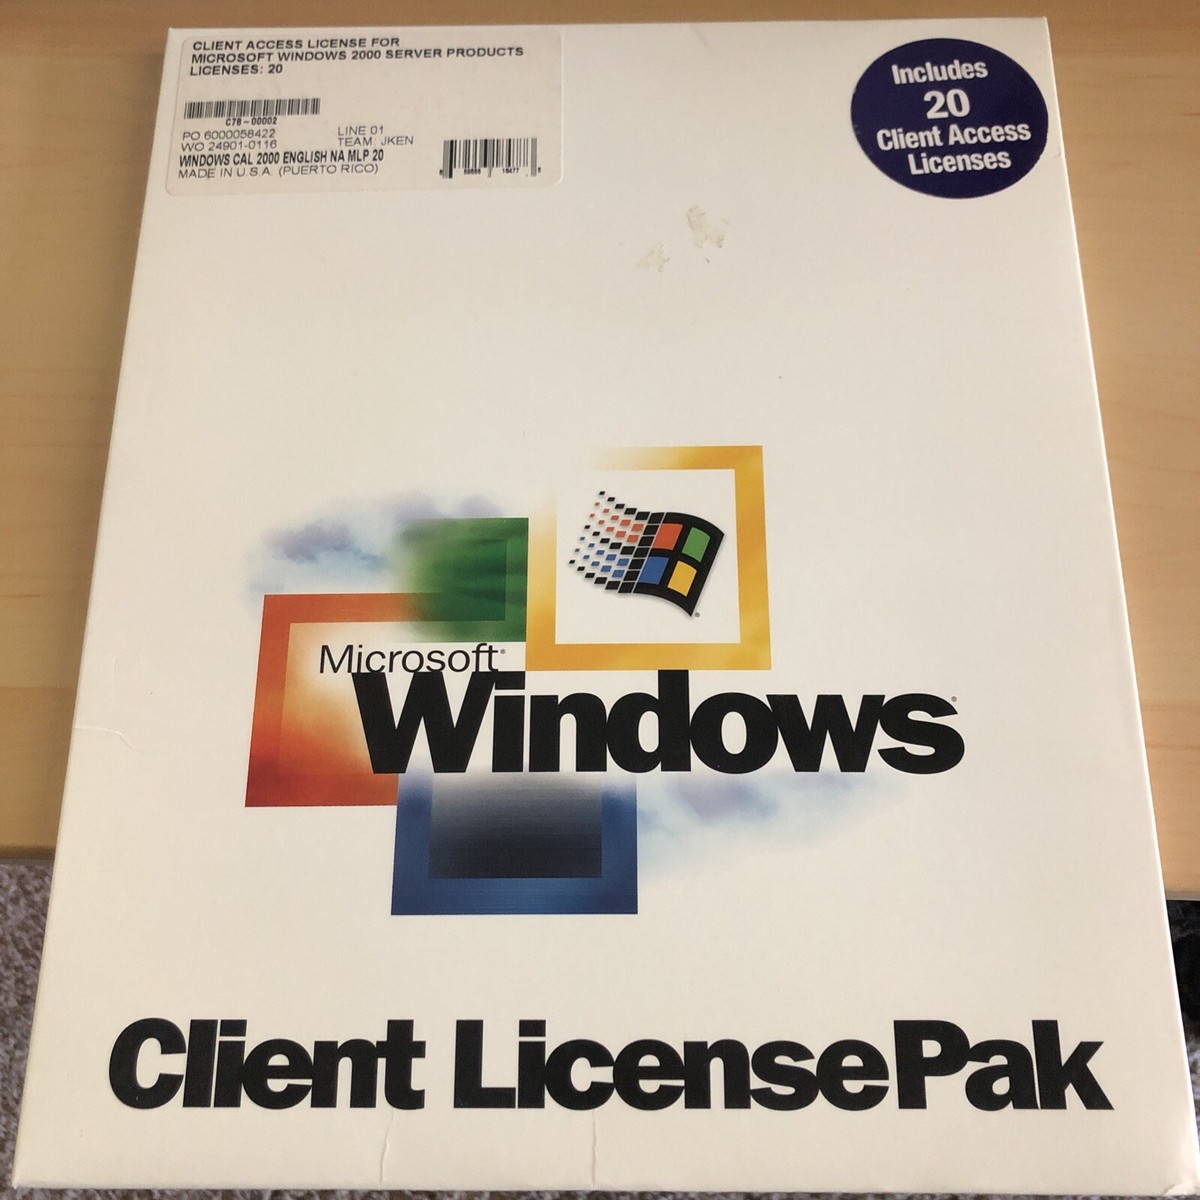 CLIENT ACCESS LICENSE FOR
MICROSOFT WINDOWS 2000 SERVER PRODUCTS
LICENSES: 20
C78-00002
PO 6000058422 LINE 01
WO 24901-0116 TEAM: JKEN
WINDOWS CAL 2000 ENGLISH NA MLP 20
MADE IN U.S.A. (PUERTO RICO)
Includes
20
Client Access
Licenses
Microsoft®
Windows®
Client LicensePak